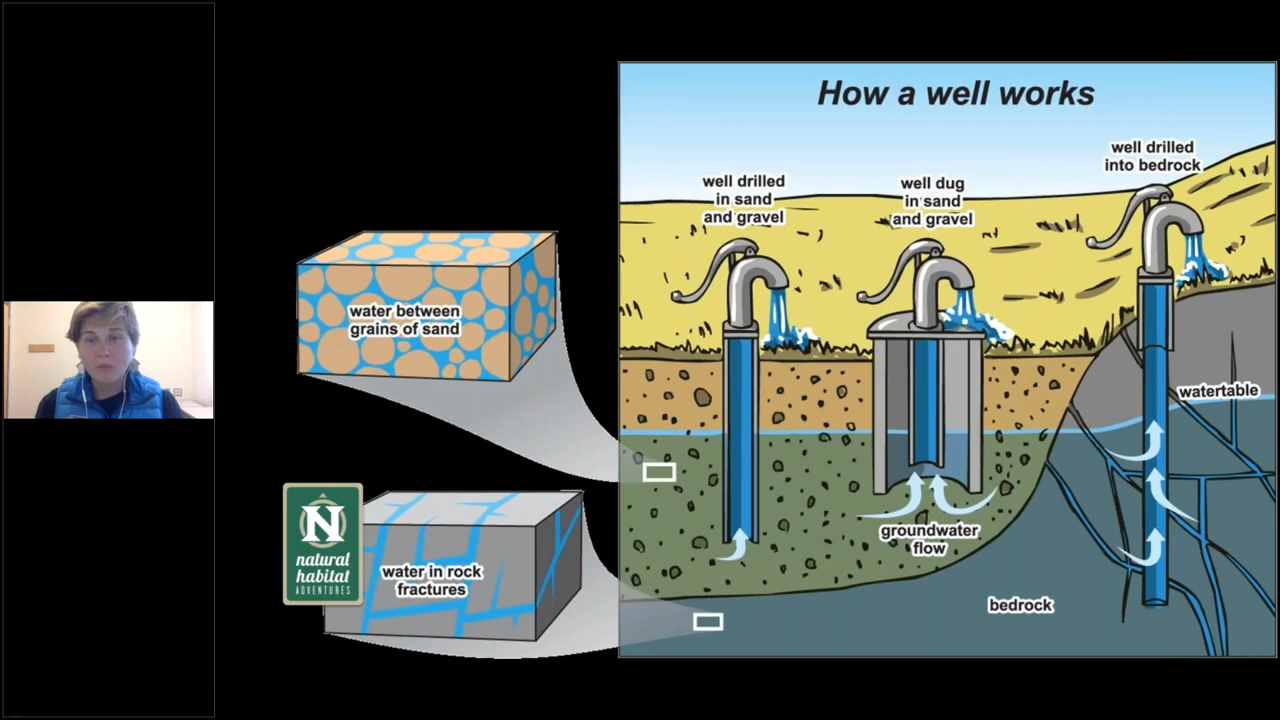 How a well works
well drilled
in sand
and gravel
well dug
in sand
and gravel
well drilled
into bedrock
water between
grains of sand
watertable
groundwater
flow
water in rock
fractures
bedrock
N
natural
habitat
ADVENTURES